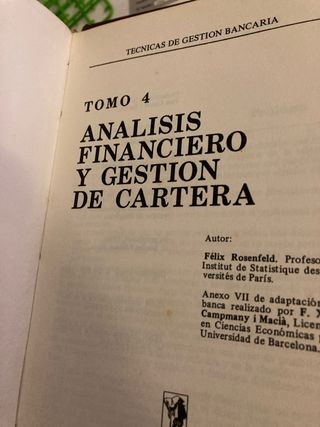 TECNICAS DE GESTION BANCARIA
TOMO 4
ANALISIS
FINANCIERO
Y GESTION
DE CARTERA
Autor:
Félix Rosenfeld. Profeso
Institut de Statistique des
versités de París.
Anexo VII de adaptación
banca realizado por F. X
Campmany i Macià, Licen
en Ciencias Económicas
Universidad de Barcelona.